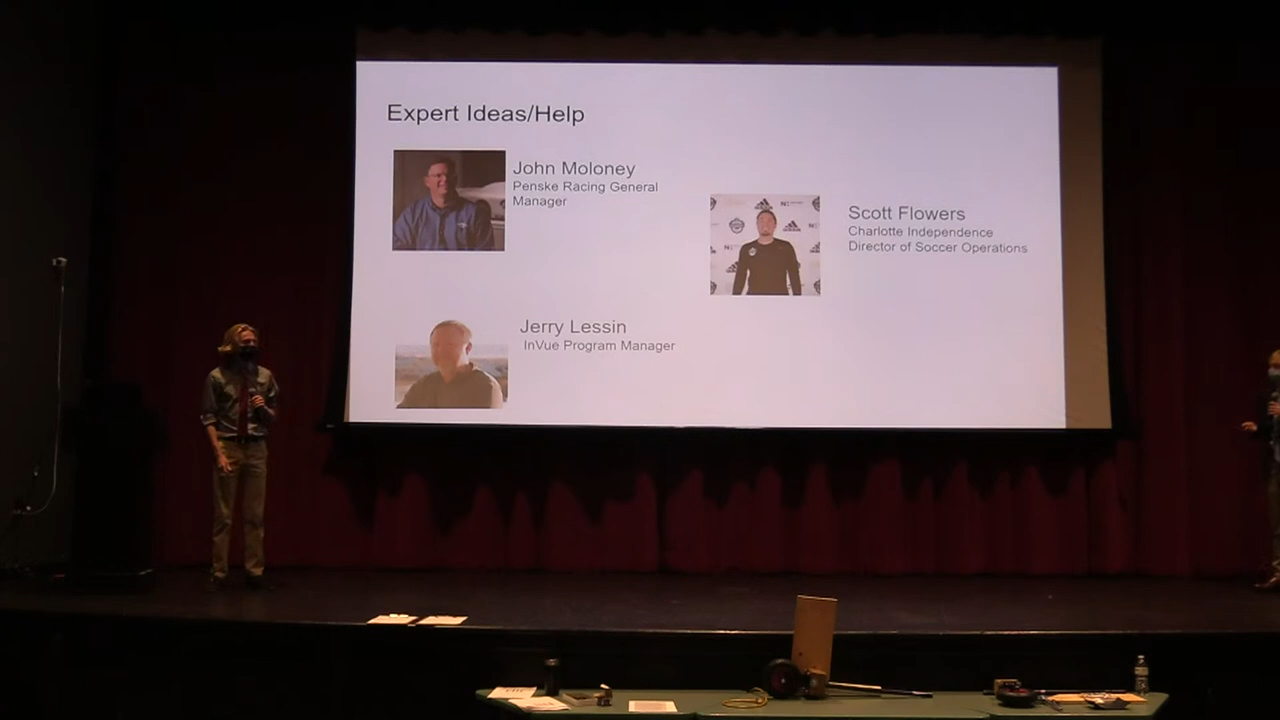 Expert Ideas/Help
John Moloney
Penske Racing General
Manager
Scott Flowers
Charlotte Independence
Director of Soccer Operations
Jerry Lessin
InVue Program Manager